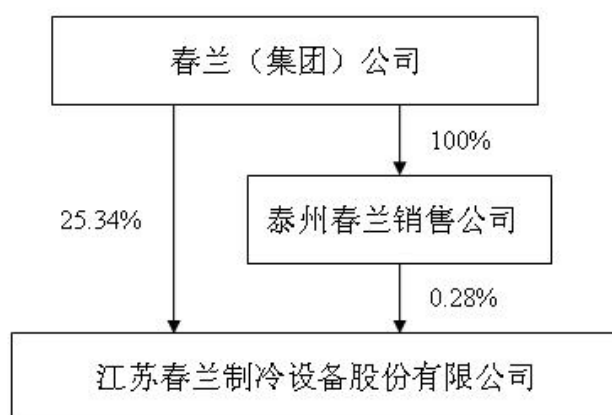 春兰（集团）公司
100%
25.34%
泰州春兰销售公司
0.28%
江苏春兰制冷设备股份有限公司